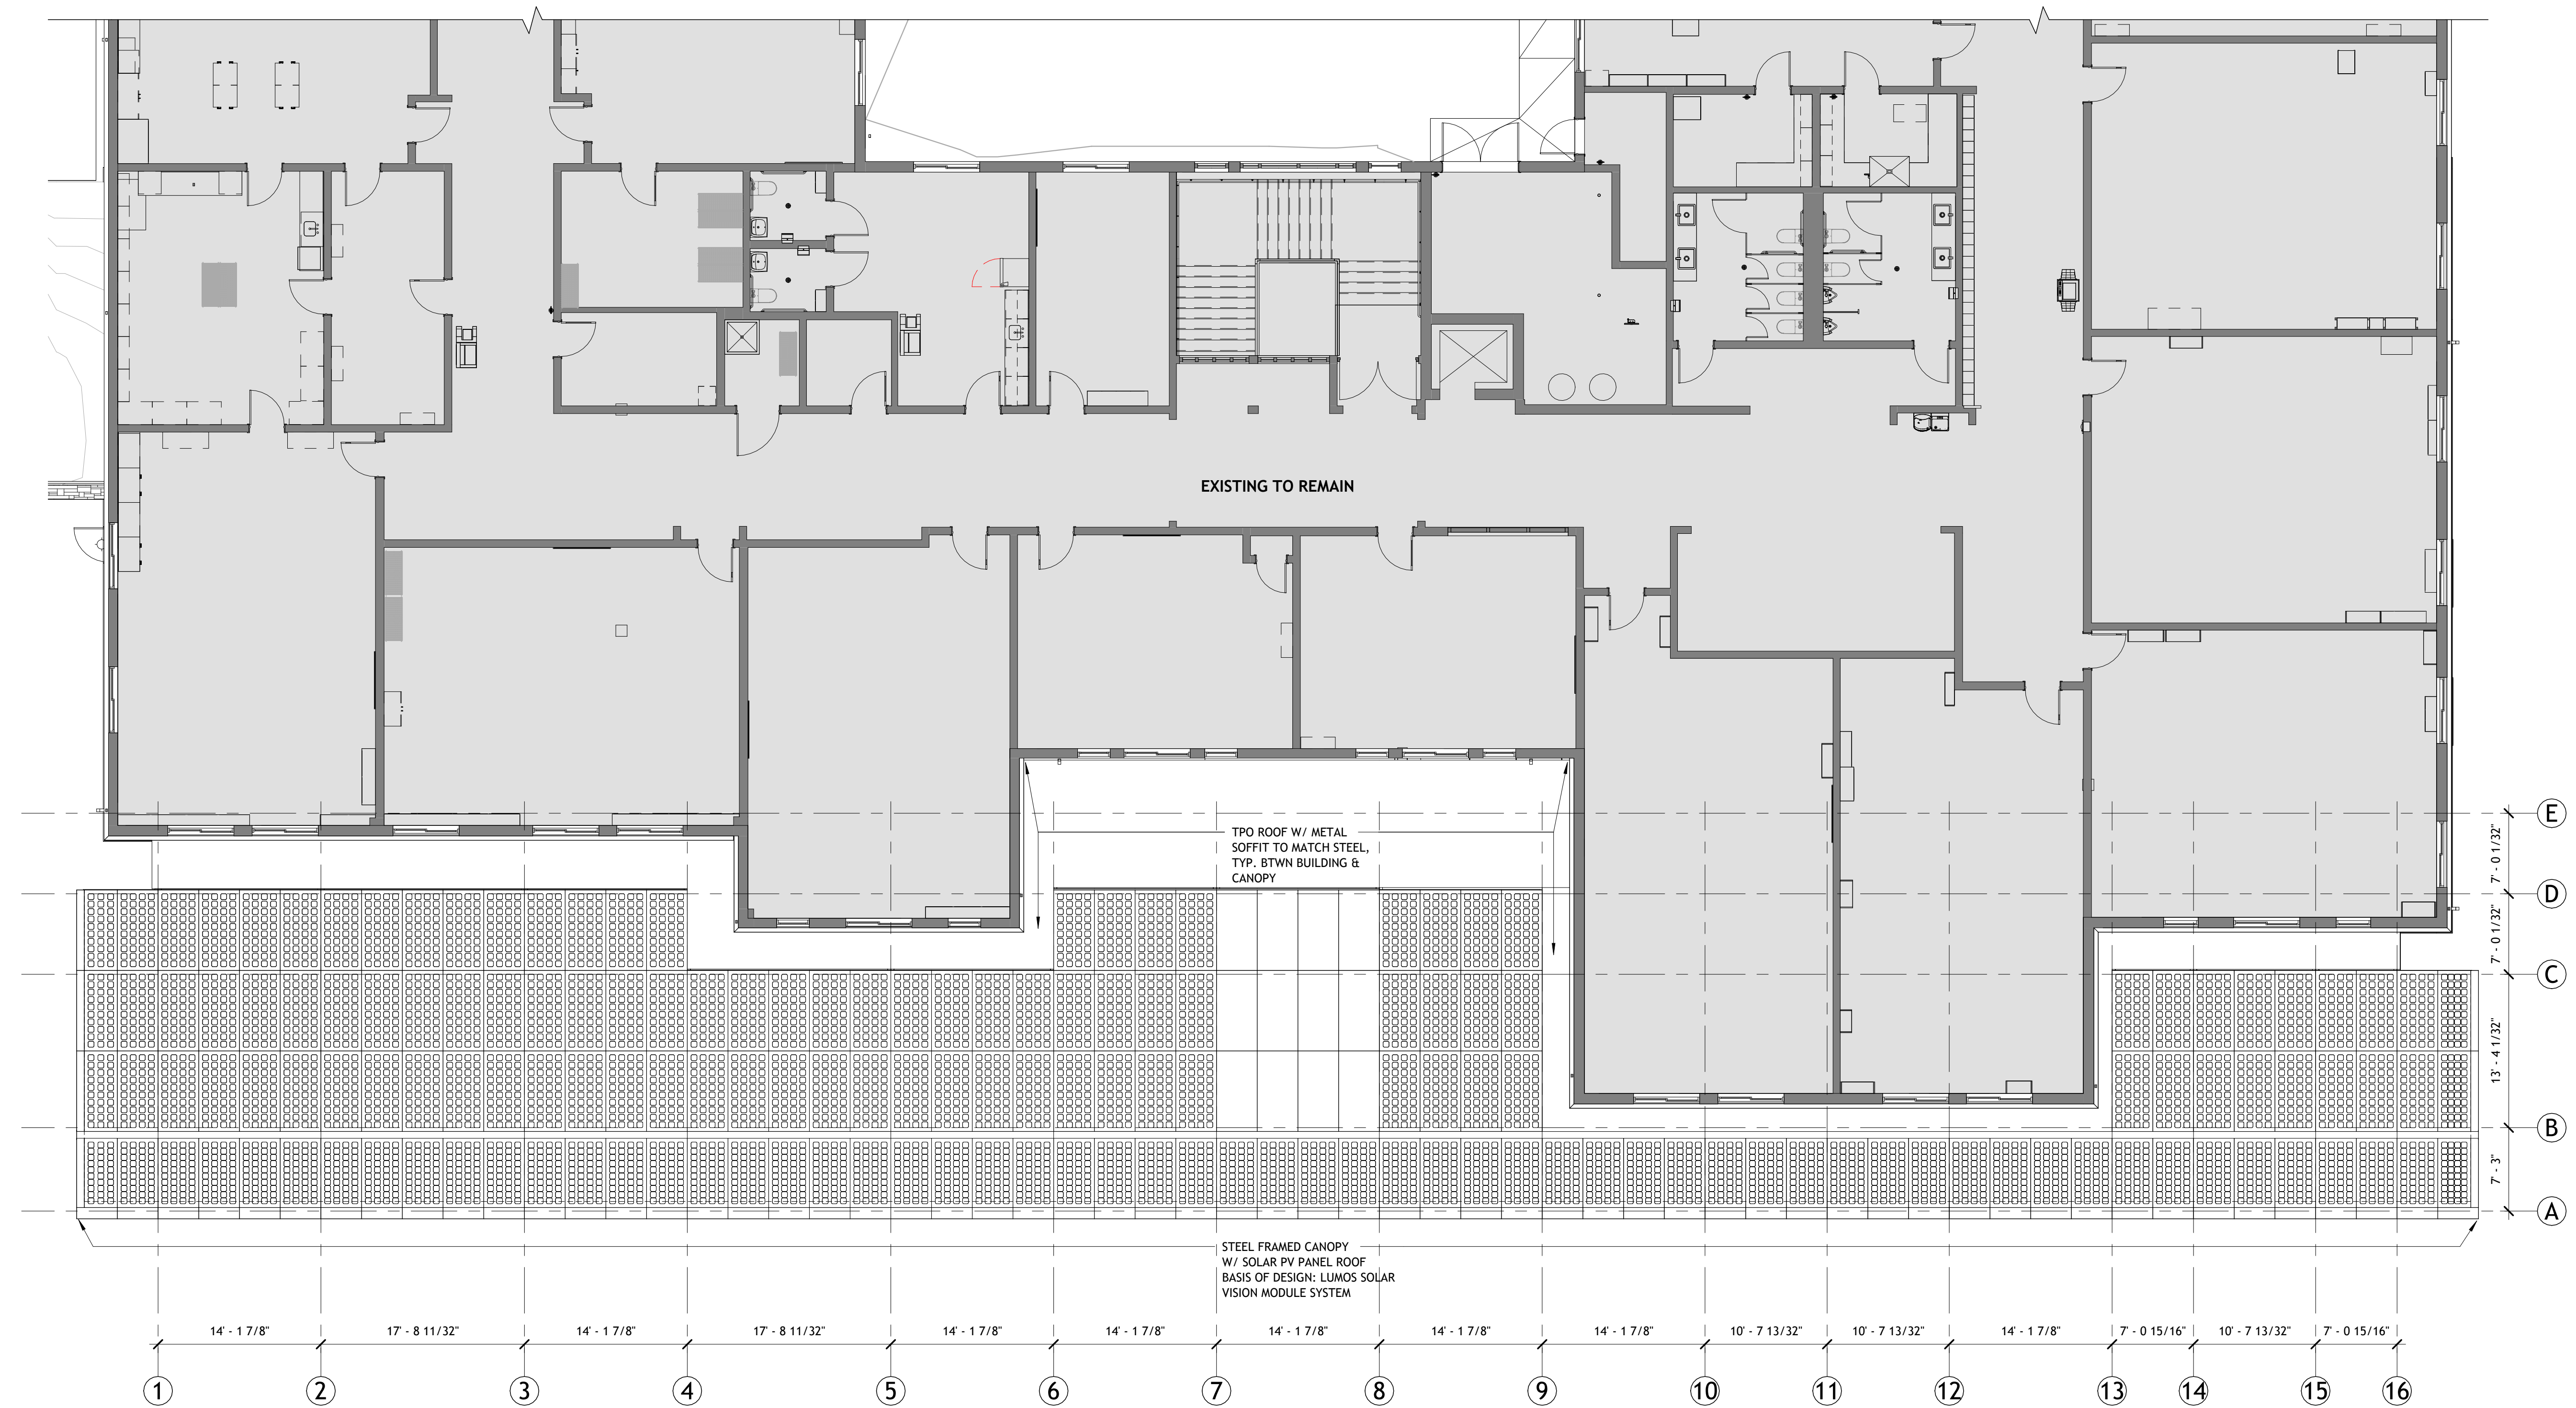 EXISTING TO REMAIN
TPO ROOF W/ METAL
SOFFIT TO MATCH STEEL,
TYP. BTWN BUILDING &
CANOPY
E
7' - 0 1/32"
D
7' - 0 1/32"
C
13' - 4 1/32"
B
7' - 3"
A
STEEL FRAMED CANOPY
W/ SOLAR PV PANEL ROOF
BASIS OF DESIGN: LUMOS SOLAR
VISION MODULE SYSTEM
14' - 1 7/8" 17' - 8 11/32" 14' - 1 7/8" 17' - 8 11/32" 14' - 1 7/8" 14' - 1 7/8" 14' - 1 7/8" 14' - 1 7/8" 14' - 1 7/8" 10' - 7 13/32" 10' - 7 13/32" 14' - 1 7/8" 7' - 0 15/16" 10' - 7 13/32" 7' - 0 15/16"
1 2 3 4 5 6 7 8 9 10 11 12 13 14 15 16